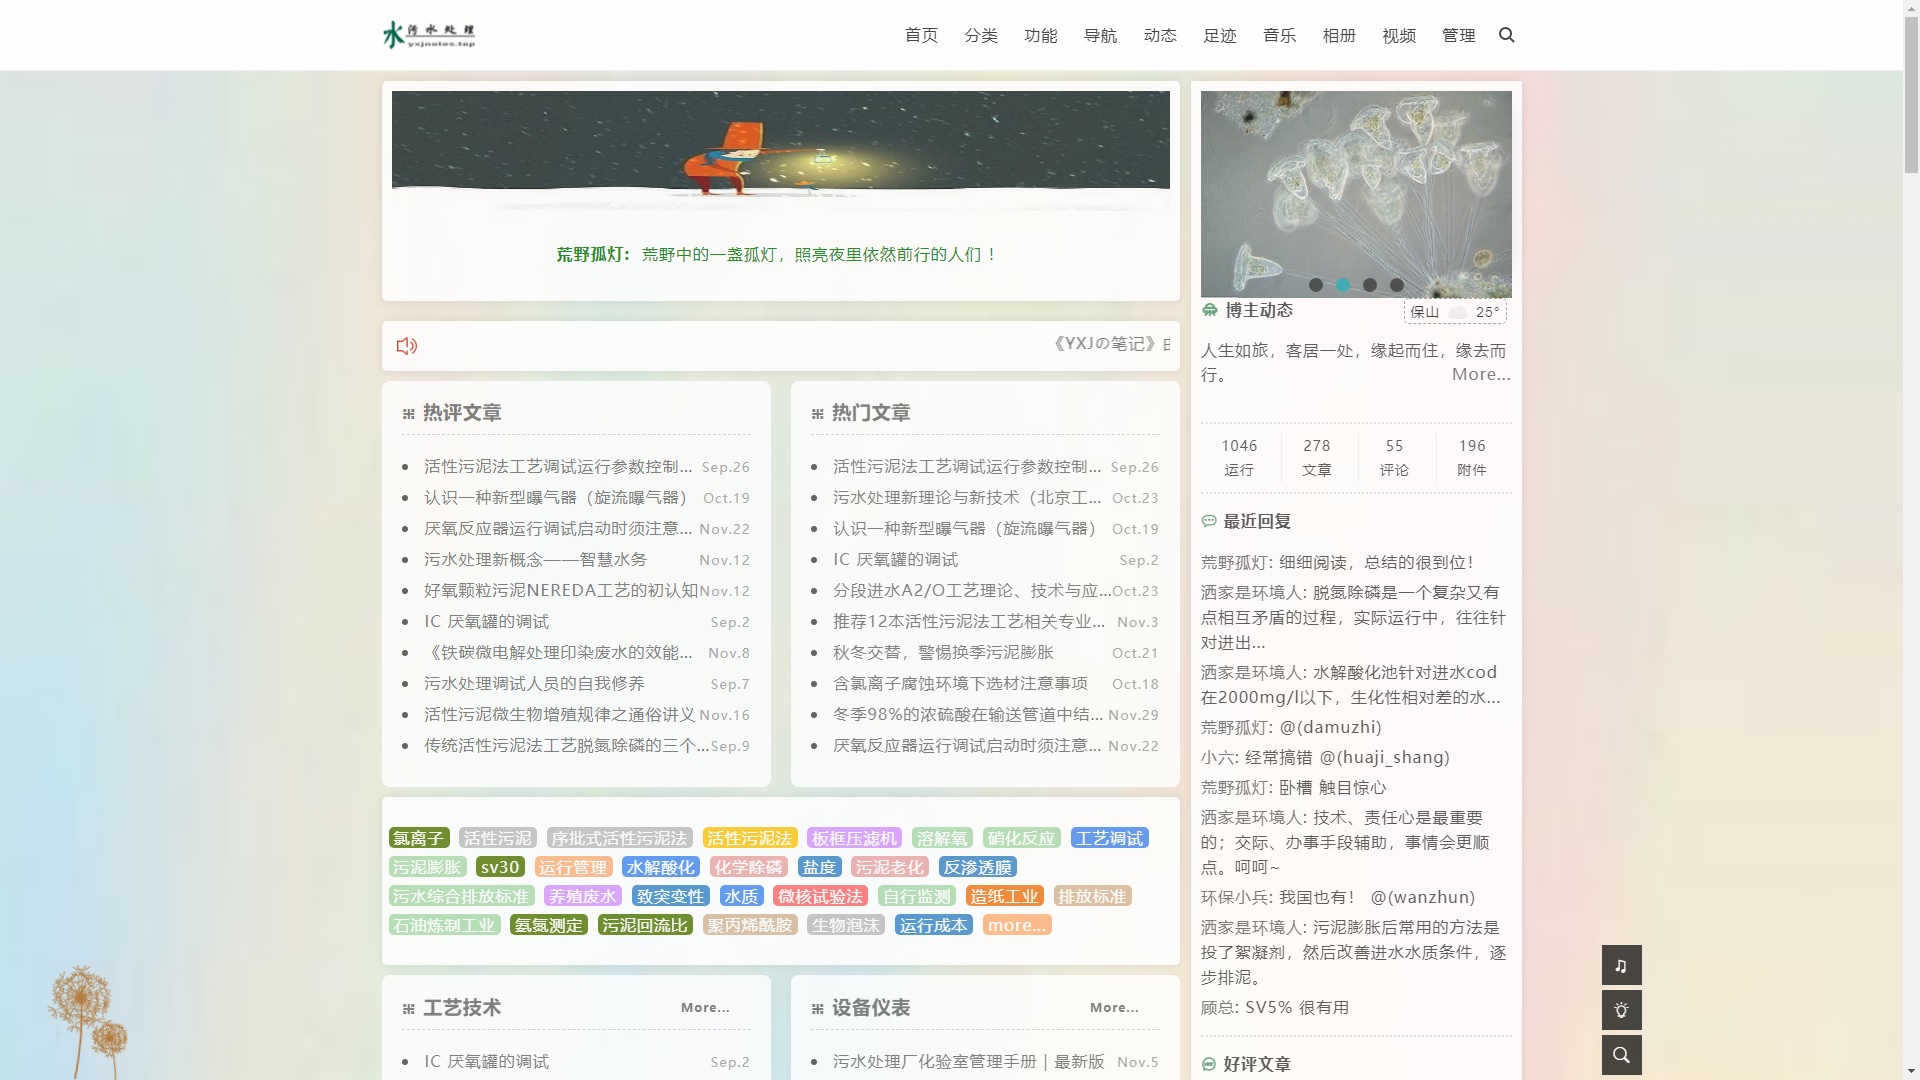 水 污水处理
yxjnotes.top
首页 分类 功能 导航 动态 足迹 音乐 相册 视频 管理
荒野孤灯：荒野中的一盏孤灯，照亮夜里依然前行的人们！
《YXJの笔记》
热评文章
活性污泥法工艺调试运行参数控制... Sep.26
认识一种新型曝气器（旋流曝气器） Oct.19
厌氧反应器运行调试启动时须注意... Nov.22
污水处理新概念——智慧水务 Nov.12
好氧颗粒污泥NEREDA工艺的初认知 Nov.12
IC 厌氧罐的调试 Sep.2
《铁碳微电解处理印染废水的效能... Nov.8
污水处理调试人员的自我修养 Sep.7
活性污泥微生物增殖规律之通俗讲义 Nov.16
传统活性污泥法工艺脱氮除磷的三个... Sep.9
热门文章
活性污泥法工艺调试运行参数控制... Sep.26
污水处理新理论与新技术（北京工... Oct.23
认识一种新型曝气器（旋流曝气器） Oct.19
IC 厌氧罐的调试 Sep.2
分段进水A2/O工艺理论、技术与应... Oct.23
推荐12本活性污泥法工艺相关专业... Nov.3
秋冬交替，警惕换季污泥膨胀 Oct.21
含氯离子腐蚀环境下选材注意事项 Oct.18
冬季98%的浓硫酸在输送管道中结... Nov.29
厌氧反应器运行调试启动时须注意... Nov.22
氯离子 活性污泥 序批式活性污泥法 活性污泥法 板框压滤机 溶解氧 硝化反应 工艺调试
污泥膨胀 sv30 运行管理 水解酸化 化学除磷 盐度 污泥老化 反渗透膜
污水综合排放标准 养殖废水 致突变性 水质 微核试验法 自行监测 造纸工业 排放标准
石油炼制工业 氨氮测定 污泥回流比 聚丙烯酰胺 生物泡沫 运行成本 more...
工艺技术 More...
IC 厌氧罐的调试 Sep.2
设备仪表 More...
污水处理厂化验室管理手册 | 最新版 Nov.5
博主动态 保山 25°
人生如旅，客居一处，缘起而住，缘去而
行。 More...
1046 278 55 196
运行 文章 评论 附件
最近回复
荒野孤灯: 细细阅读，总结的很到位！
洒家是环境人: 脱氮除磷是一个复杂又有
点相互矛盾的过程，实际运行中，往往针
对进出...
洒家是环境人: 水解酸化池针对进水cod
在2000mg/l以下，生化性相对差的水...
荒野孤灯: @(damuzhi)
小六: 经常搞错 @(huaji_shang)
荒野孤灯: 卧槽 触目惊心
洒家是环境人: 技术、责任心是最重要
的；交际、办事手段辅助，事情会更顺
点。呵呵~
环保小兵: 我国也有！ @(wanzhun)
洒家是环境人: 污泥膨胀后常用的方法是
投了絮凝剂，然后改善进水水质条件，逐
步排泥。
顾总: SV5% 很有用
好评文章